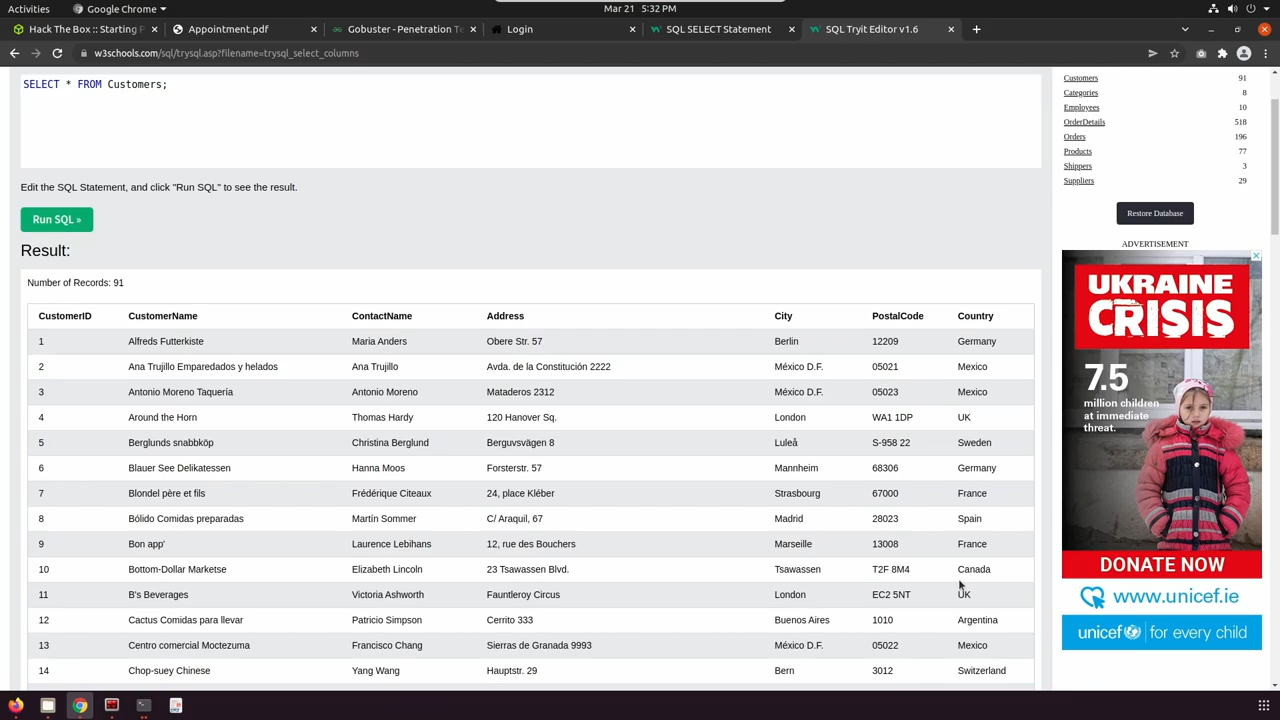 Activities Google Chrome Mar 21 5:32 PM
Hack The Box :: Starting P Appointment.pdf Gobuster - Penetration Te Login SQL SELECT Statement SQL Tryit Editor v1.6
w3schools.com/sql/trysql.asp?filename=trysql_select_columns
SELECT * FROM Customers;
Edit the SQL Statement, and click "Run SQL" to see the result.
Run SQL »
Result:
Number of Records: 91
CustomerID CustomerName ContactName Address City PostalCode Country
1 Alfreds Futterkiste Maria Anders Obere Str. 57 Berlin 12209 Germany
2 Ana Trujillo Emparedados y helados Ana Trujillo Avda. de la Constitución 2222 México D.F. 05021 Mexico
3 Antonio Moreno Taquería Antonio Moreno Mataderos 2312 México D.F. 05023 Mexico
4 Around the Horn Thomas Hardy 120 Hanover Sq. London WA1 1DP UK
5 Berglunds snabbköp Christina Berglund Berguvsvägen 8 Luleå S-958 22 Sweden
6 Blauer See Delikatessen Hanna Moos Forsterstr. 57 Mannheim 68306 Germany
7 Blondel père et fils Frédérique Citeaux 24, place Kléber Strasbourg 67000 France
8 Bólido Comidas preparadas Martín Sommer C/ Araquil, 67 Madrid 28023 Spain
9 Bon app' Laurence Lebihans 12, rue des Bouchers Marseille 13008 France
10 Bottom-Dollar Marketse Elizabeth Lincoln 23 Tsawassen Blvd. Tsawassen T2F 8M4 Canada
11 B's Beverages Victoria Ashworth Fauntleroy Circus London EC2 5NT UK
12 Cactus Comidas para llevar Patricio Simpson Cerrito 333 Buenos Aires 1010 Argentina
13 Centro comercial Moctezuma Francisco Chang Sierras de Granada 9993 México D.F. 05022 Mexico
14 Chop-suey Chinese Yang Wang Hauptstr. 29 Bern 3012 Switzerland
Customers 91
Categories 8
Employees 10
OrderDetails 518
Orders 196
Products 77
Shippers 3
Suppliers 29
Restore Database
ADVERTISEMENT
UKRAINE
CRISIS
7.5
million children
at immediate
threat.
DONATE NOW
www.unicef.ie
unicef for every child